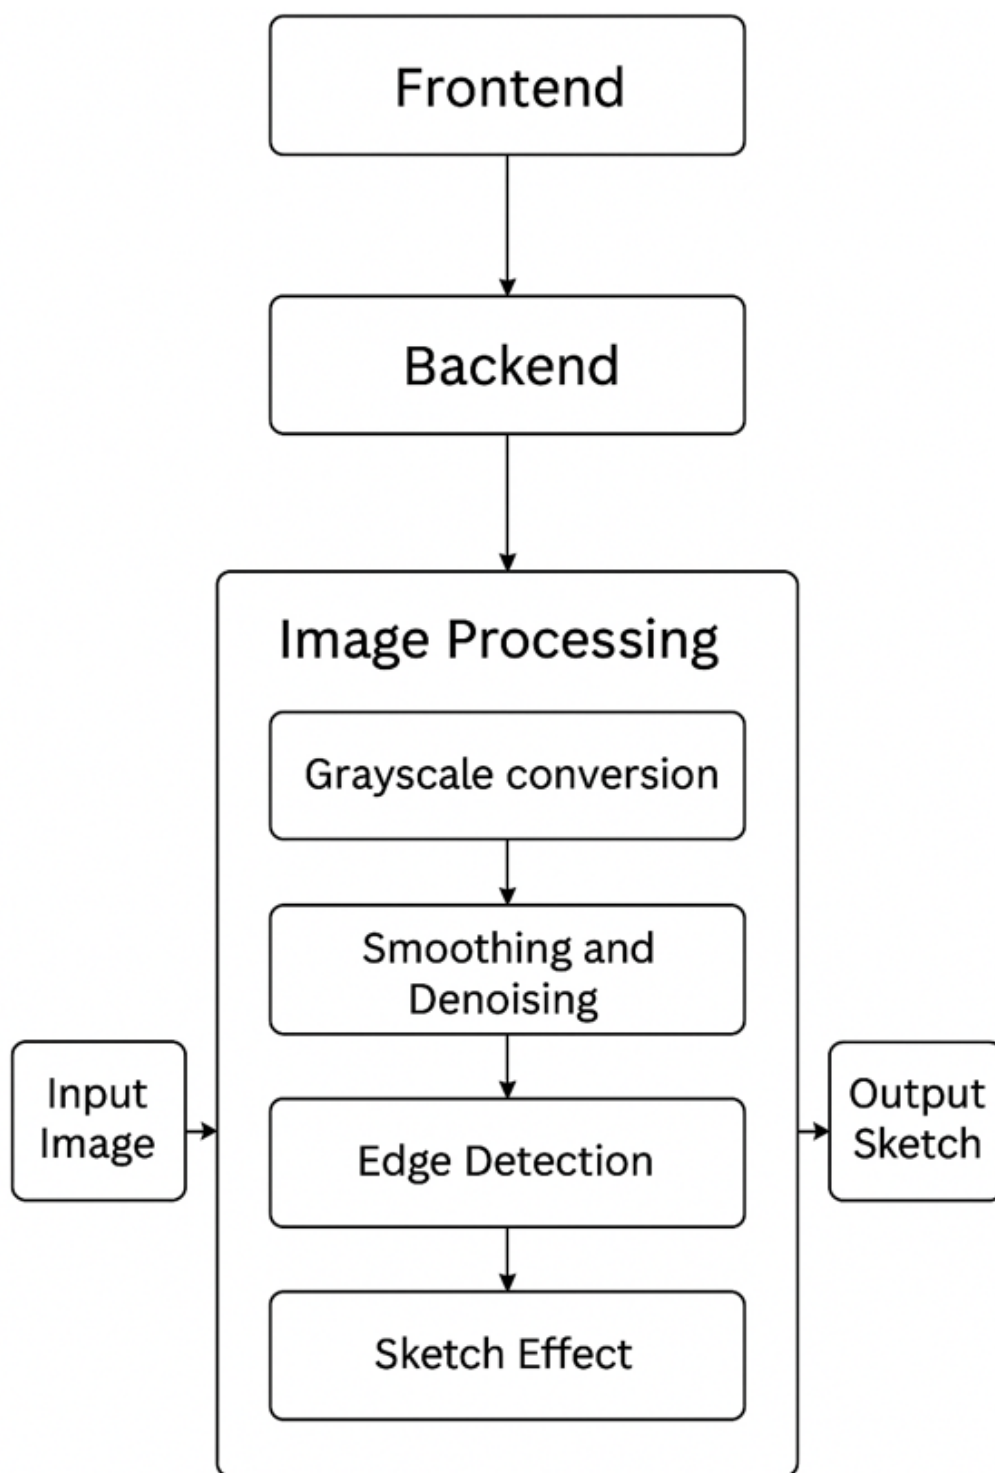 Frontend
Backend
Image Processing
Grayscale conversion
Smoothing and
Denoising
Input
Image
Edge Detection
Output
Sketch
Sketch Effect